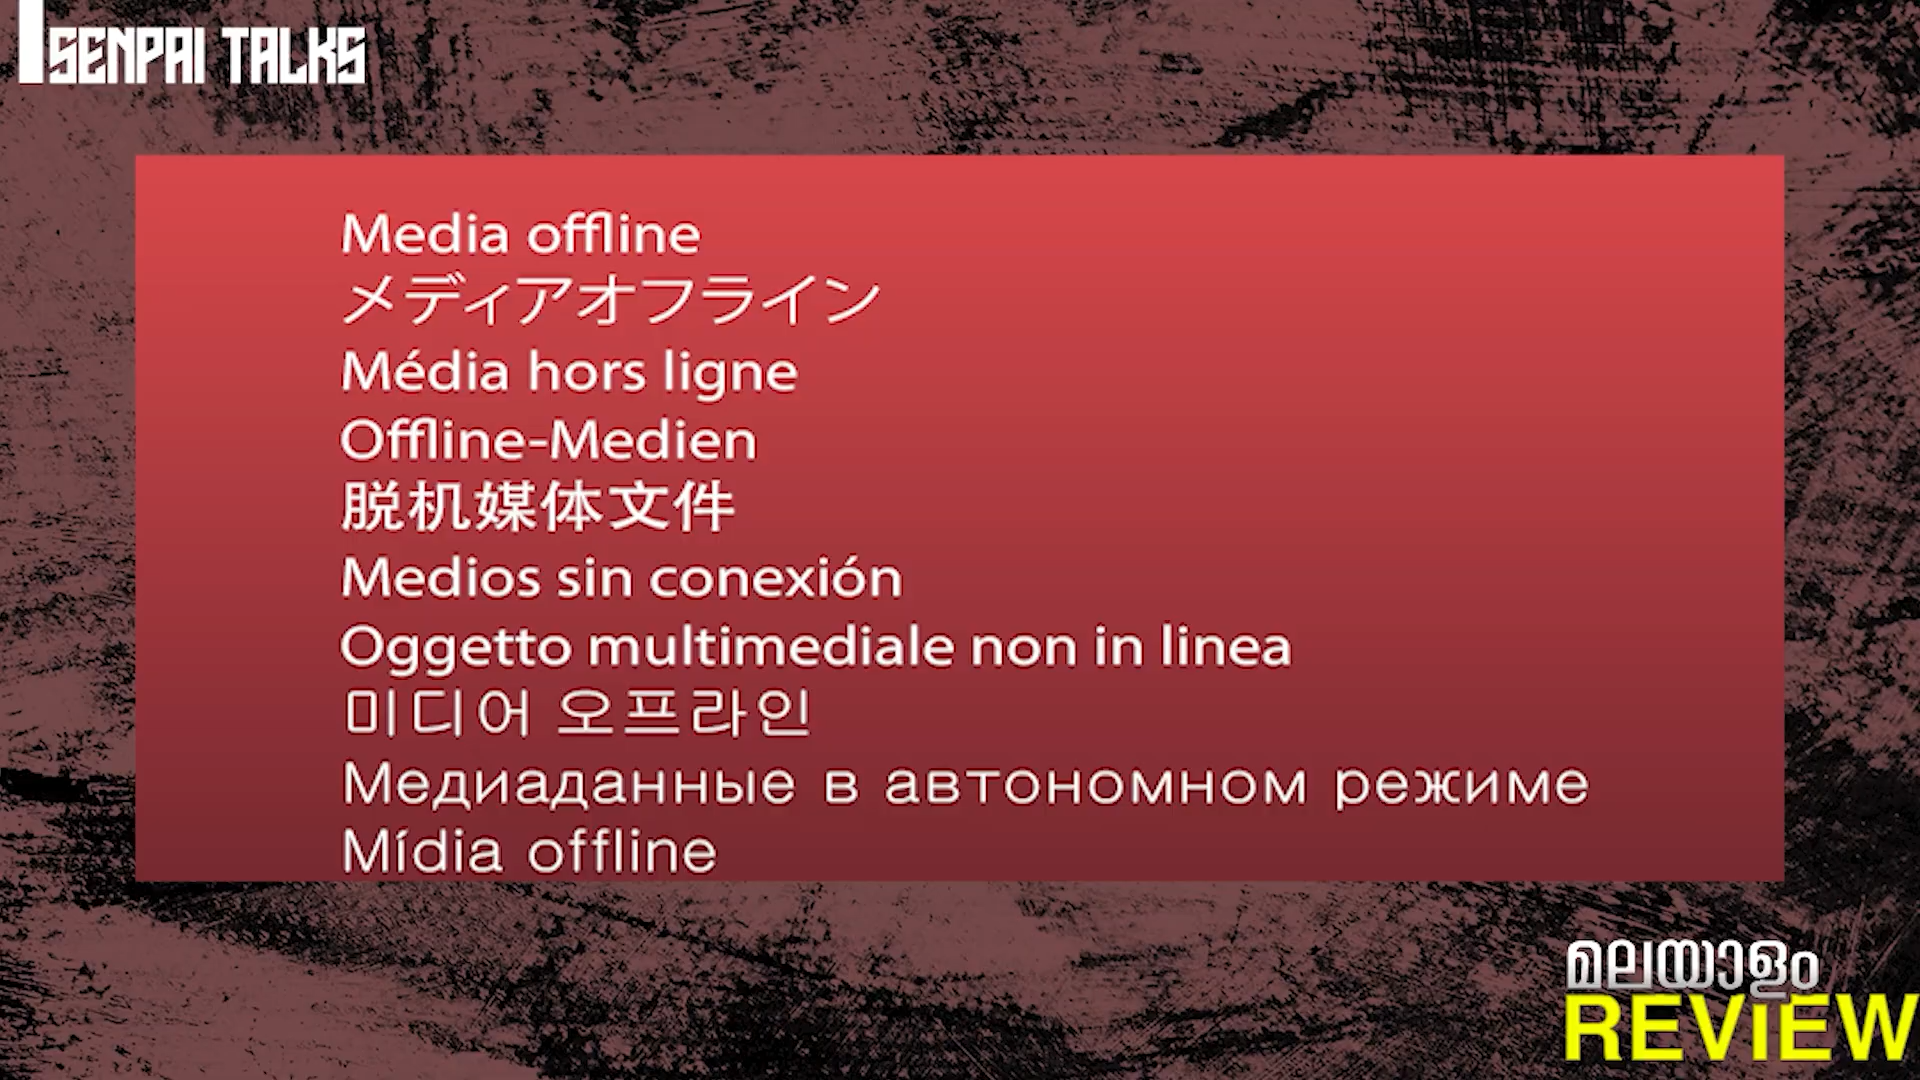 SENPAI TALKS
Media offline
メディアオフライン
Média hors ligne
Offline-Medien
脱机媒体文件
Medios sin conexión
Oggetto multimediale non in linea
미디어 오프라인
Медиаданные в автономном режиме
Mídia offline
മലയാളം
REVIEW